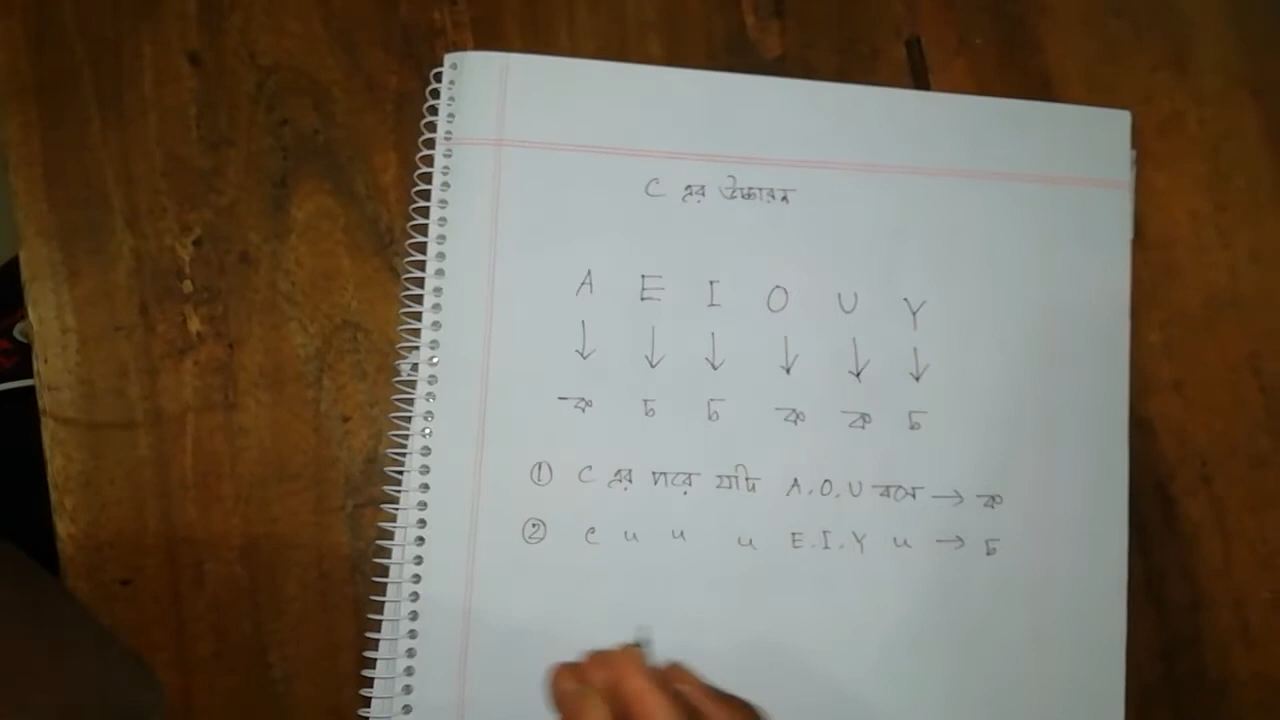 C এর উচ্চারন
A E I O U Y
↓ ↓ ↓ ↓ ↓ ↓
ক চ চ ক ক চ
① C এর পরে যদি A.O.U বসে → ক
② C " " " E.I.Y " → চ